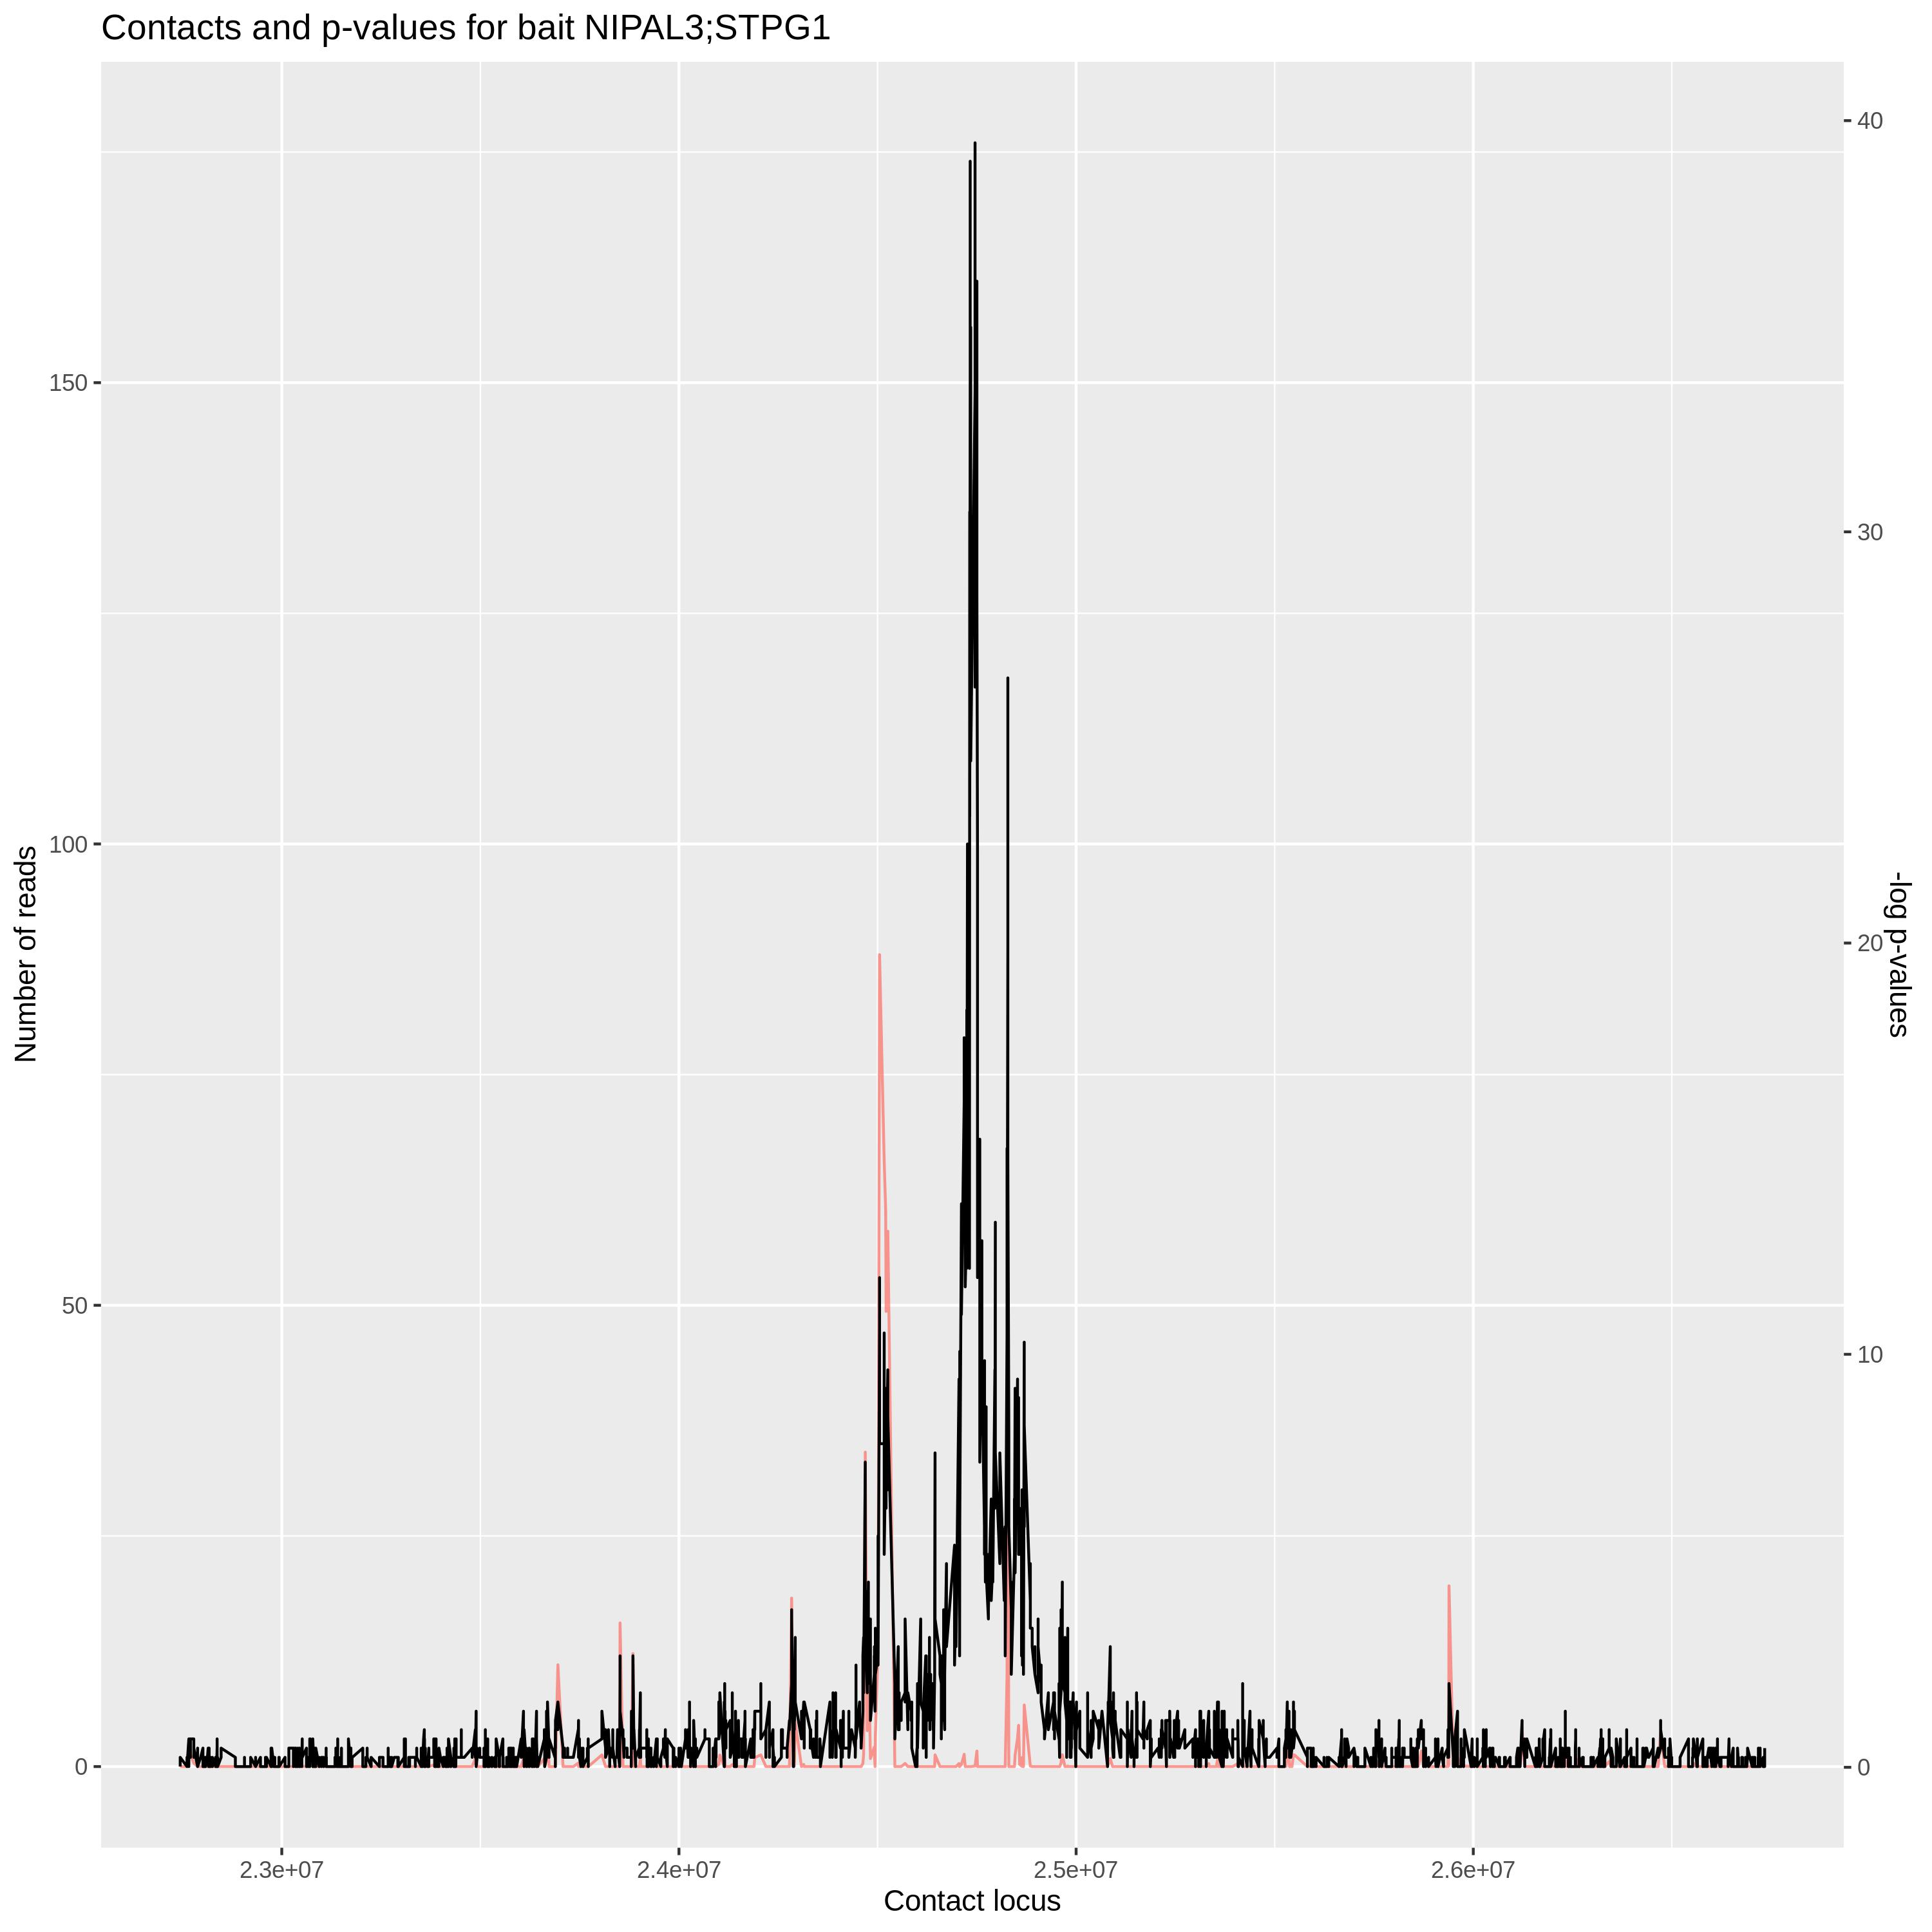 Contacts and p-values for bait NIPAL3;STPG1
40
30
20
10
0
150
100
50
0
Number of reads
-log p-values
2.3e+07
2.4e+07
2.5e+07
2.6e+07
Contact locus